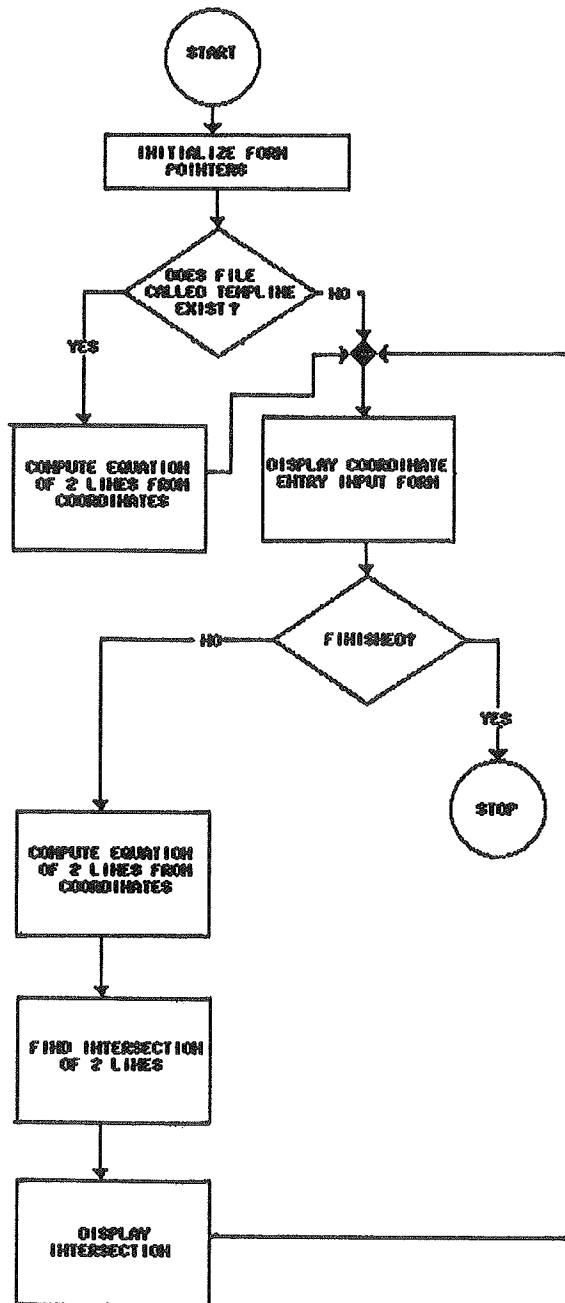 START
INITIALIZE FORM
POINTERS
DOES FILE
CALLED TEMPLINE
EXIST?
NO
YES
COMPUTE EQUATION
OF 2 LINES FROM
COORDINATES
DISPLAY COORDINATE
ENTRY INPUT FORM
NO
FINISHED?
YES
STOP
COMPUTE EQUATION
OF 2 LINES FROM
COORDINATES
FIND INTERSECTION
OF 2 LINES
DISPLAY
INTERSECTION